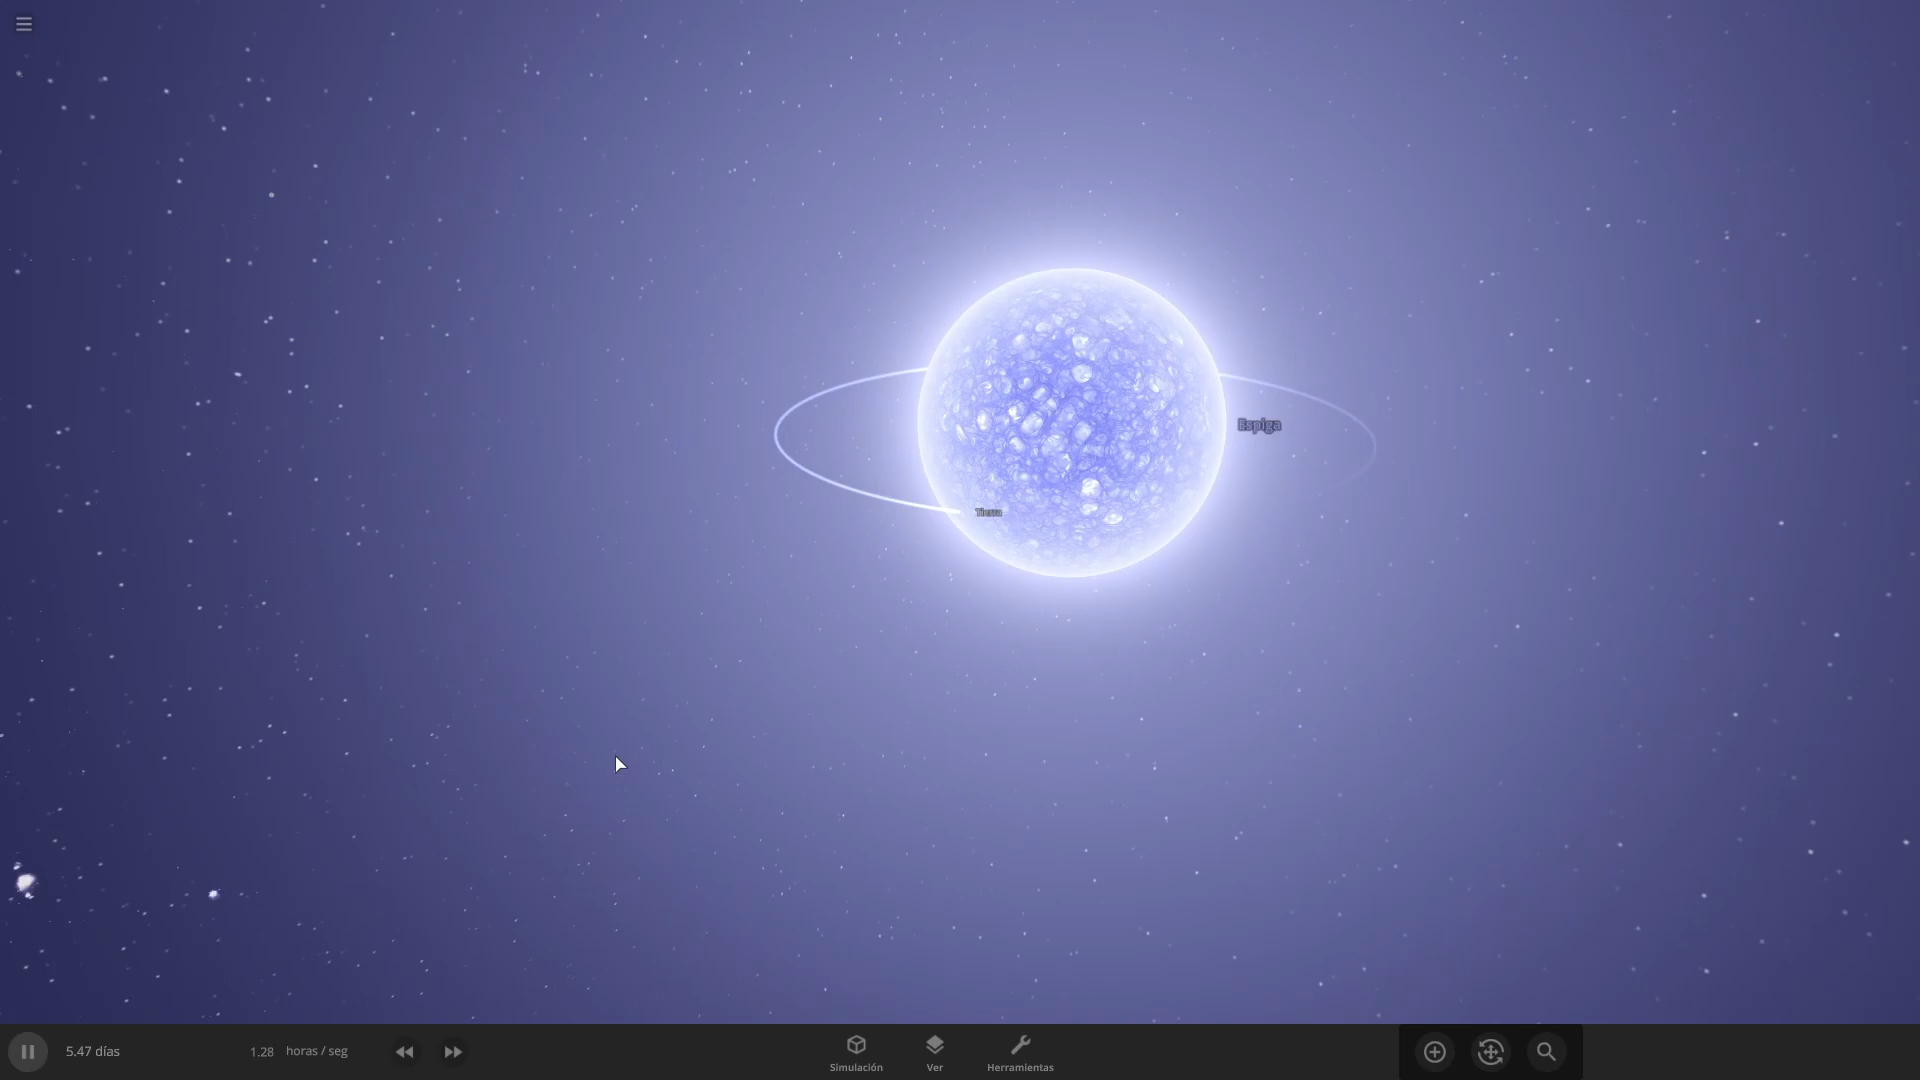 Espiga
Tierra
5.47 días
1.28 horas / seg
Simulación
Ver
Herramientas